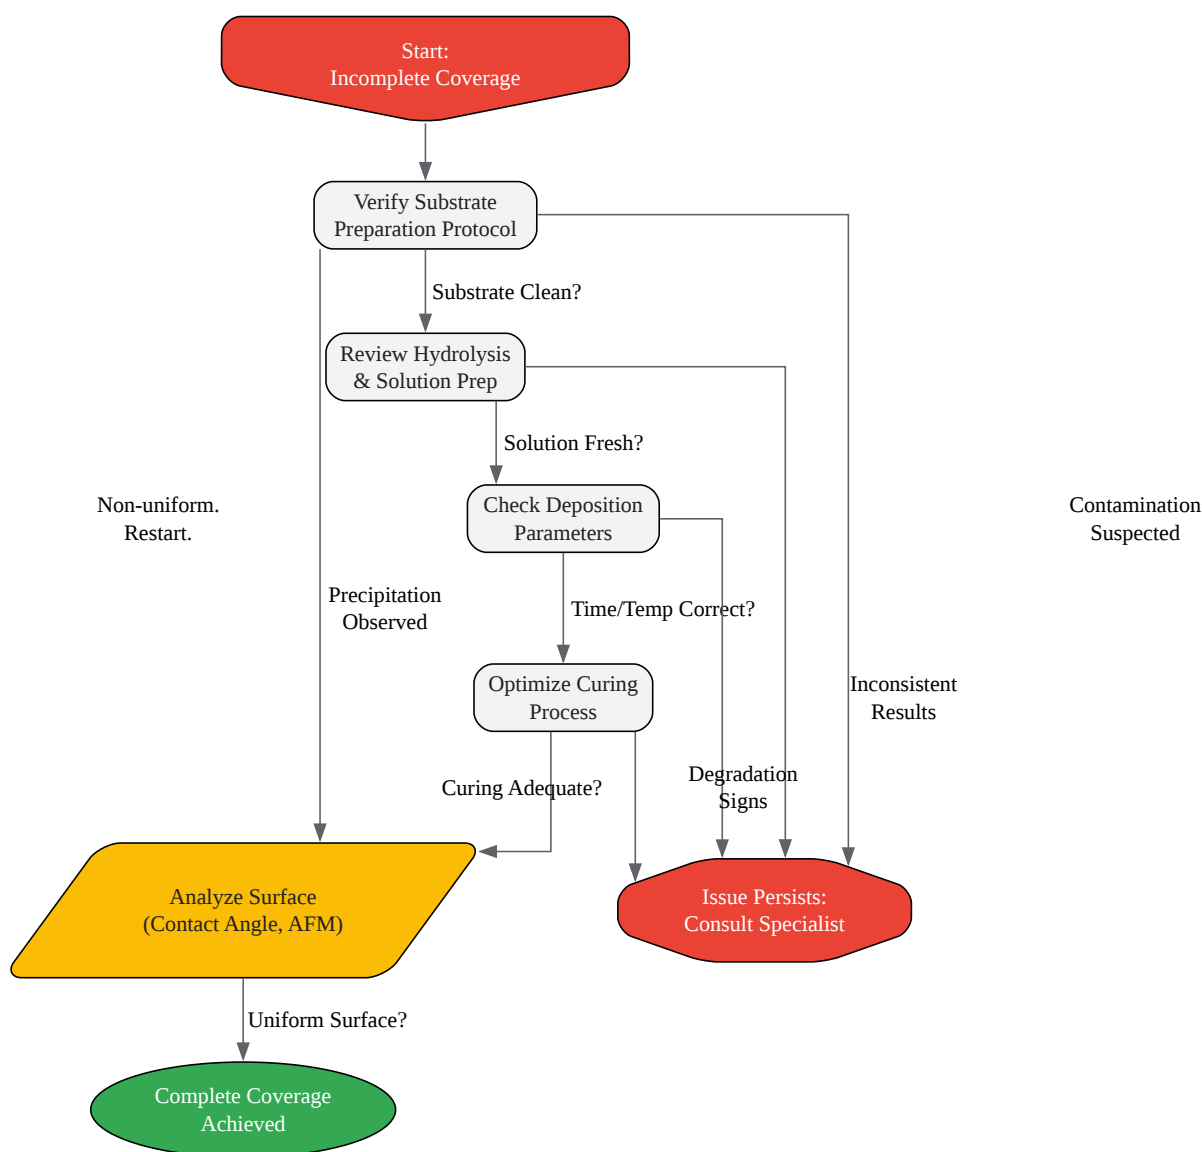 Start:
Incomplete Coverage
Verify Substrate
Preparation Protocol
Substrate Clean?
Review Hydrolysis
& Solution Prep
Solution Fresh?
Non-uniform.
Restart.
Check Deposition
Parameters
Contamination
Suspected
Precipitation
Observed
Time/Temp Correct?
Optimize Curing
Process
Inconsistent
Results
Curing Adequate?
Degradation
Signs
Analyze Surface
(Contact Angle, AFM)
Issue Persists:
Consult Specialist
Uniform Surface?
Complete Coverage
Achieved